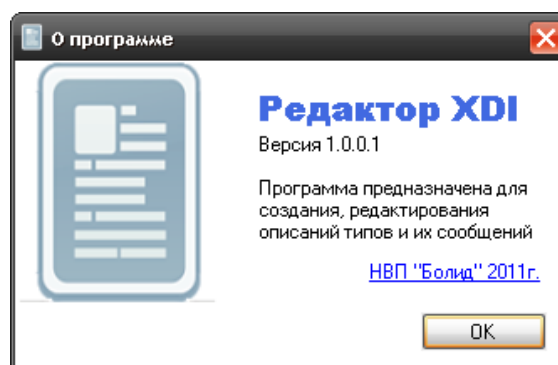 О программе
Редактор XDI
Версия 1.0.0.1
Программа предназначена для
создания, редактирования
описаний типов и их сообщений
НВП "Болид" 2011г.
OK